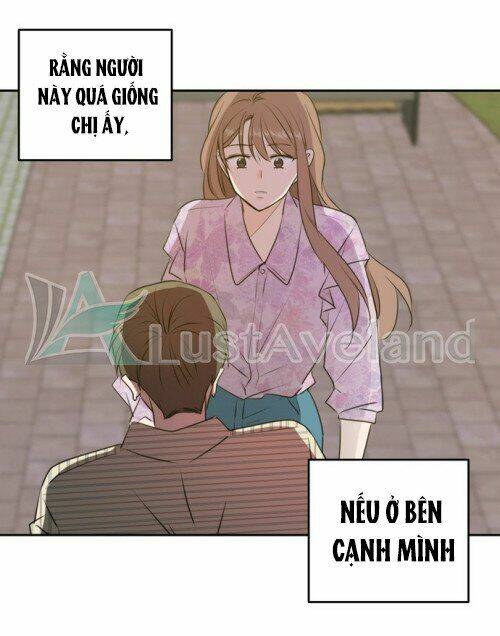 RẰNG NGƯỜI
NÀY QUÁ GIỐNG
CHỊ ẤY,
LustAveland
NẾU Ở BÊN
CẠNH MÌNH